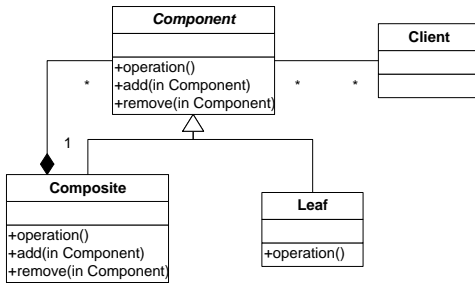 Component
+operation()
+add(in Component)
+remove(in Component)
Client
*
*
*
1
Composite
+operation()
+add(in Component)
+remove(in Component)
Leaf
+operation()